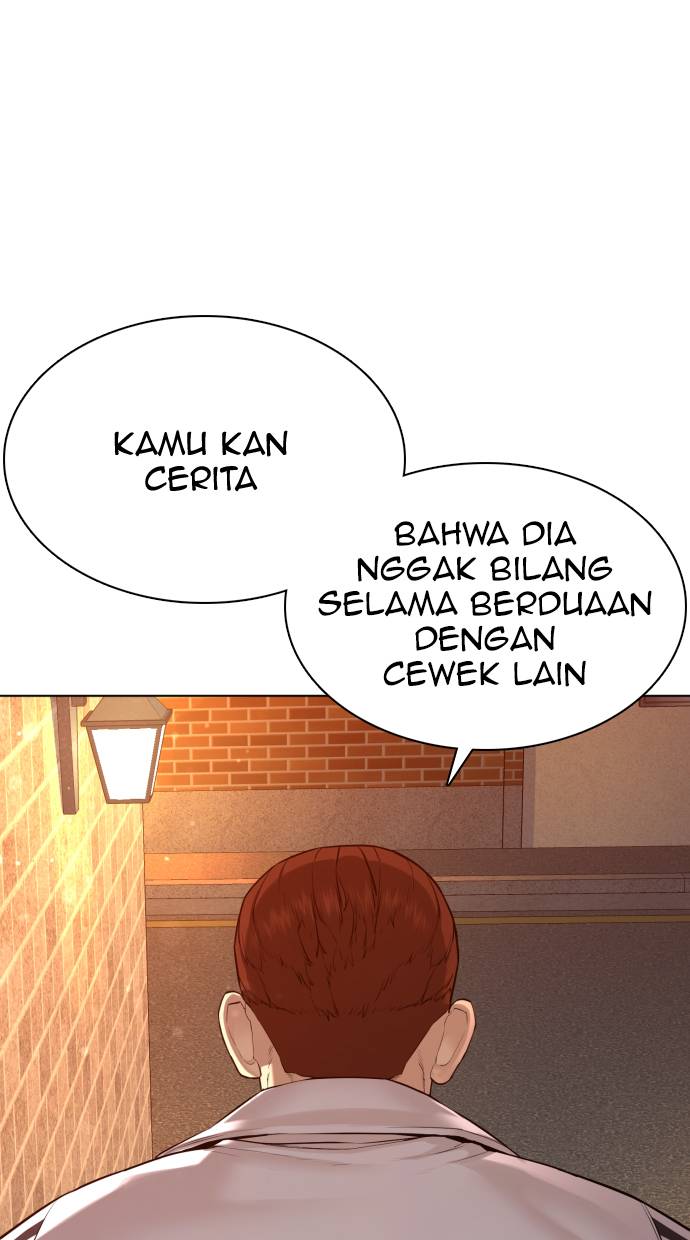 KAMU KAN
CERITA
BAHWA DIA
NGGAK BILANG
SELAMA BERDUAAN
DENGAN
CEWEK LAIN